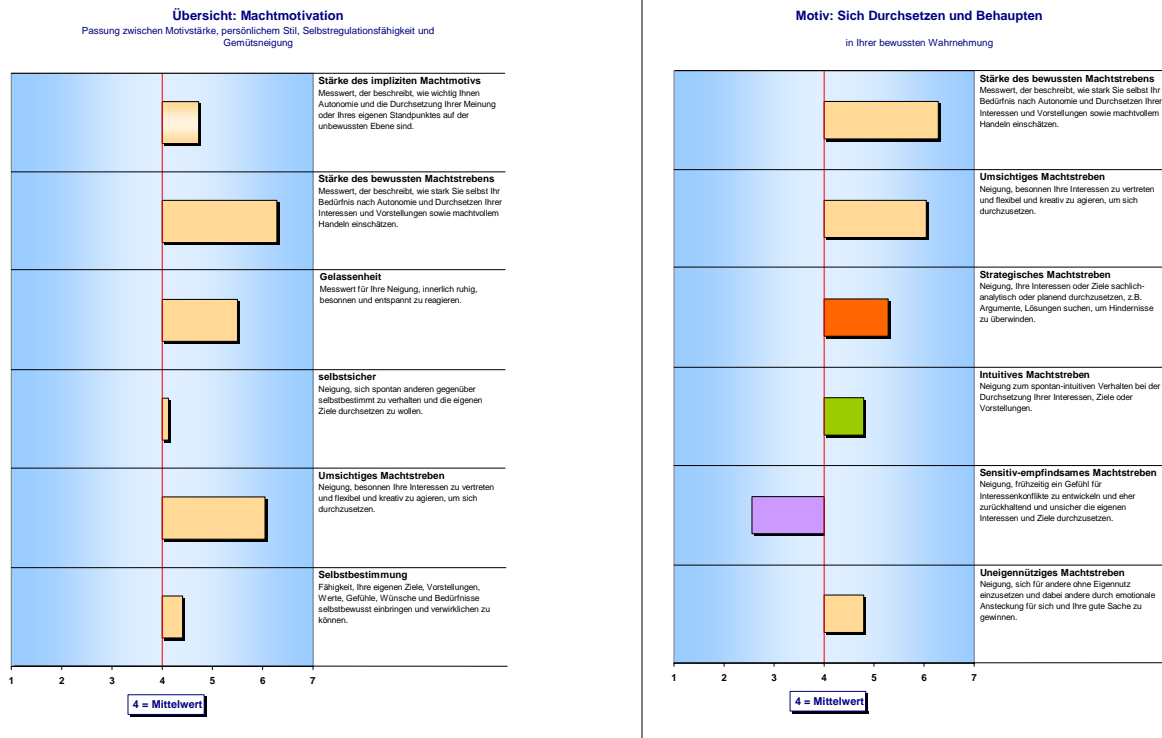 Übersicht: Machtmotivation
Passung zwischen Motivstärke, persönlichem Stil, Selbstregulationsfähigkeit und
Gemütsneigung
Stärke des impliziten Machtmotivs
Messwert, der beschreibt, wie wichtig Ihnen
Autonomie und die Durchsetzung Ihrer Meinung
oder Ihres eigenen Standpunktes auf der
unbewussten Ebene sind.
Stärke des bewussten Machtstrebens
Messwert, der beschreibt, wie stark Sie selbst Ihr
Bedürfnis nach Autonomie und Durchsetzen Ihrer
Interessen und Vorstellungen sowie machtvollem
Handeln einschätzen.
Gelassenheit
Messwert für Ihre Neigung, innerlich ruhig,
besonnen und entspannt zu reagieren.
selbstsicher
Neigung, sich spontan anderen gegenüber
selbstbestimmt zu verhalten und die eigenen
Ziele durchsetzen zu wollen.
Umsichtiges Machtstreben
Neigung, besonnen Ihre Interessen zu vertreten
und flexibel und kreativ zu agieren, um sich
durchzusetzen.
Selbstbestimmung
Fähigkeit, Ihre eigenen Ziele, Vorstellungen,
Werte, Gefühle, Wünsche und Bedürfnisse
selbstbewusst einbringen und verwirklichen zu
können.
1 2 3 4 5 6 7
4 = Mittelwert
Motiv: Sich Durchsetzen und Behaupten
in Ihrer bewussten Wahrnehmung
Stärke des bewussten Machtstrebens
Messwert, der beschreibt, wie stark Sie selbst Ihr
Bedürfnis nach Autonomie und Durchsetzen Ihrer
Interessen und Vorstellungen sowie machtvollem
Handeln einschätzen.
Umsichtiges Machtstreben
Neigung, besonnen Ihre Interessen zu vertreten
und flexibel und kreativ zu agieren, um sich
durchzusetzen.
Strategisches Machtstreben
Neigung, Ihre Interessen oder Ziele sachlich-
analytisch oder planend durchzusetzen, z.B.
Argumente, Lösungen suchen, um Hindernisse
zu überwinden.
Intuitives Machtstreben
Neigung zum spontan-intuitiven Verhalten bei der
Durchsetzung Ihrer Interessen, Ziele oder
Vorstellungen.
Sensitiv-empfindsames Machtstreben
Neigung, frühzeitig ein Gefühl für
Interessenkonflikte zu entwickeln und eher
zurückhaltend und unsicher die eigenen
Interessen und Ziele durchzusetzen.
Uneigennütziges Machtstreben
Neigung, sich für andere ohne Eigennutz
einzusetzen und dabei andere durch emotionale
Ansteckung für sich und Ihre gute Sache zu
gewinnen.
1 2 3 4 5 6 7
4 = Mittelwert